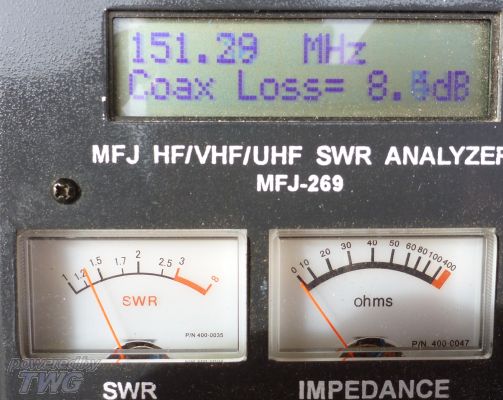 151.29 MHz
Coax Loss= 8. dB
MFJ HF/VHF/UHF SWR ANALYZER
MFJ-269
1 1.2 1.5 1.7 2 2.5 3 8
SWR
P/N 400-0035
0 10 20 30 40 50 60 80 100 400
ohms
P/N. 400-0047
powered by
TWG
SWR
IMPEDANCE